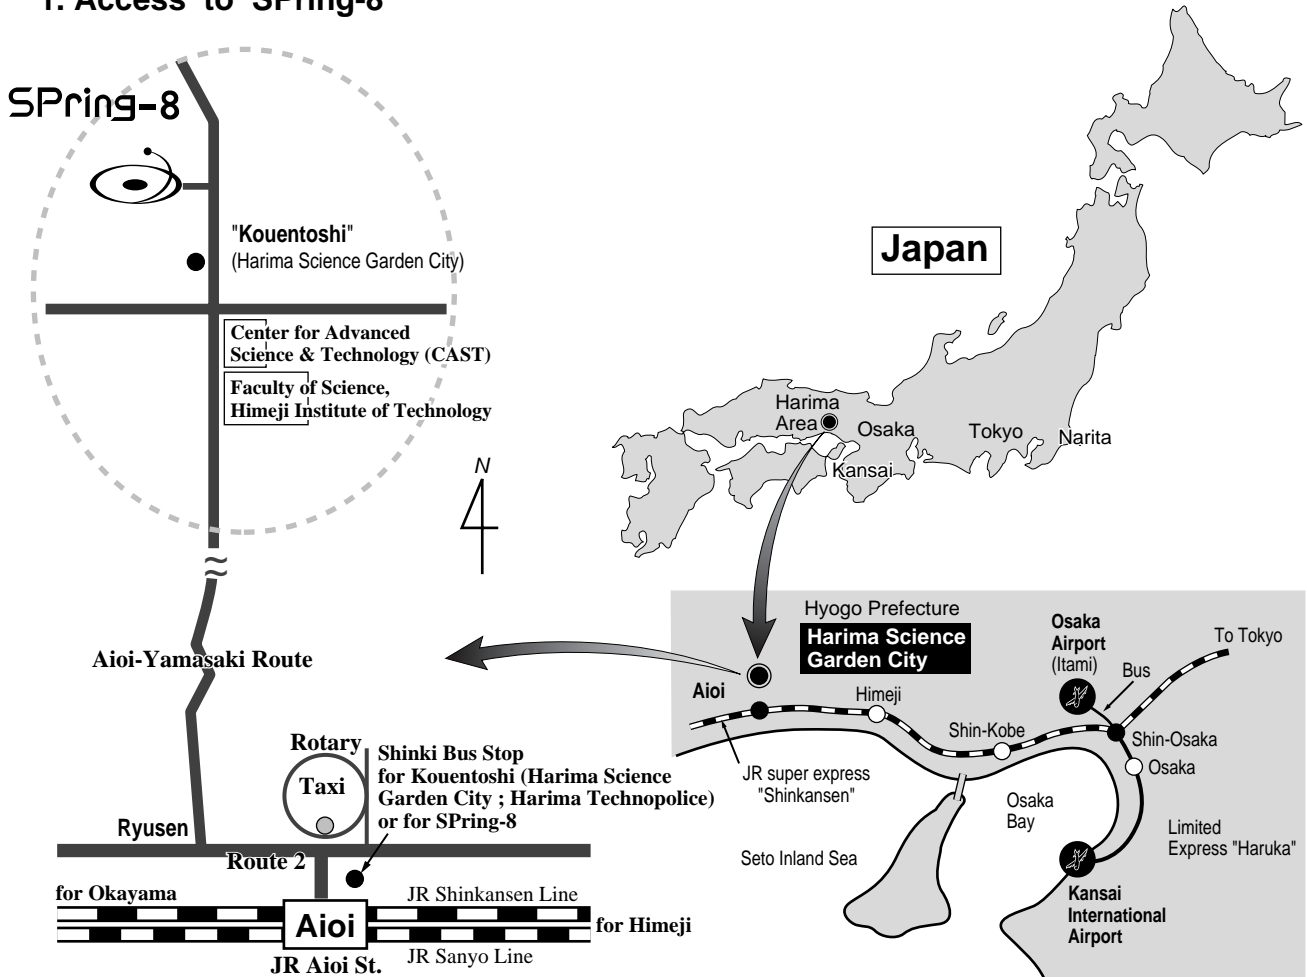 1. Access to SPring-8
SPring-8
"Kouentoshi"
(Harima Science Garden City)
Center for Advanced
Science & Technology (CAST)
Faculty of Science,
Himeji Institute of Technology
N
Aioi-Yamasaki Route
Rotary
Taxi
Shinki Bus Stop
for Kouentoshi (Harima Science
Garden City ; Harima Technopolice)
or for SPring-8
Ryusen
Route 2
for Okayama
JR Shinkansen Line
Aioi
for Himeji
JR Sanyo Line
JR Aioi St.
Japan
Harima
Area
Osaka
Tokyo
Narita
Kansai
Hyogo Prefecture
Harima Science
Garden City
Osaka
Airport
(Itami)
To Tokyo
Bus
Aioi
Himeji
Shin-Kobe
Shin-Osaka
Osaka
JR super express
"Shinkansen"
Osaka
Bay
Limited
Express "Haruka"
Seto Inland Sea
Kansai
International
Airport